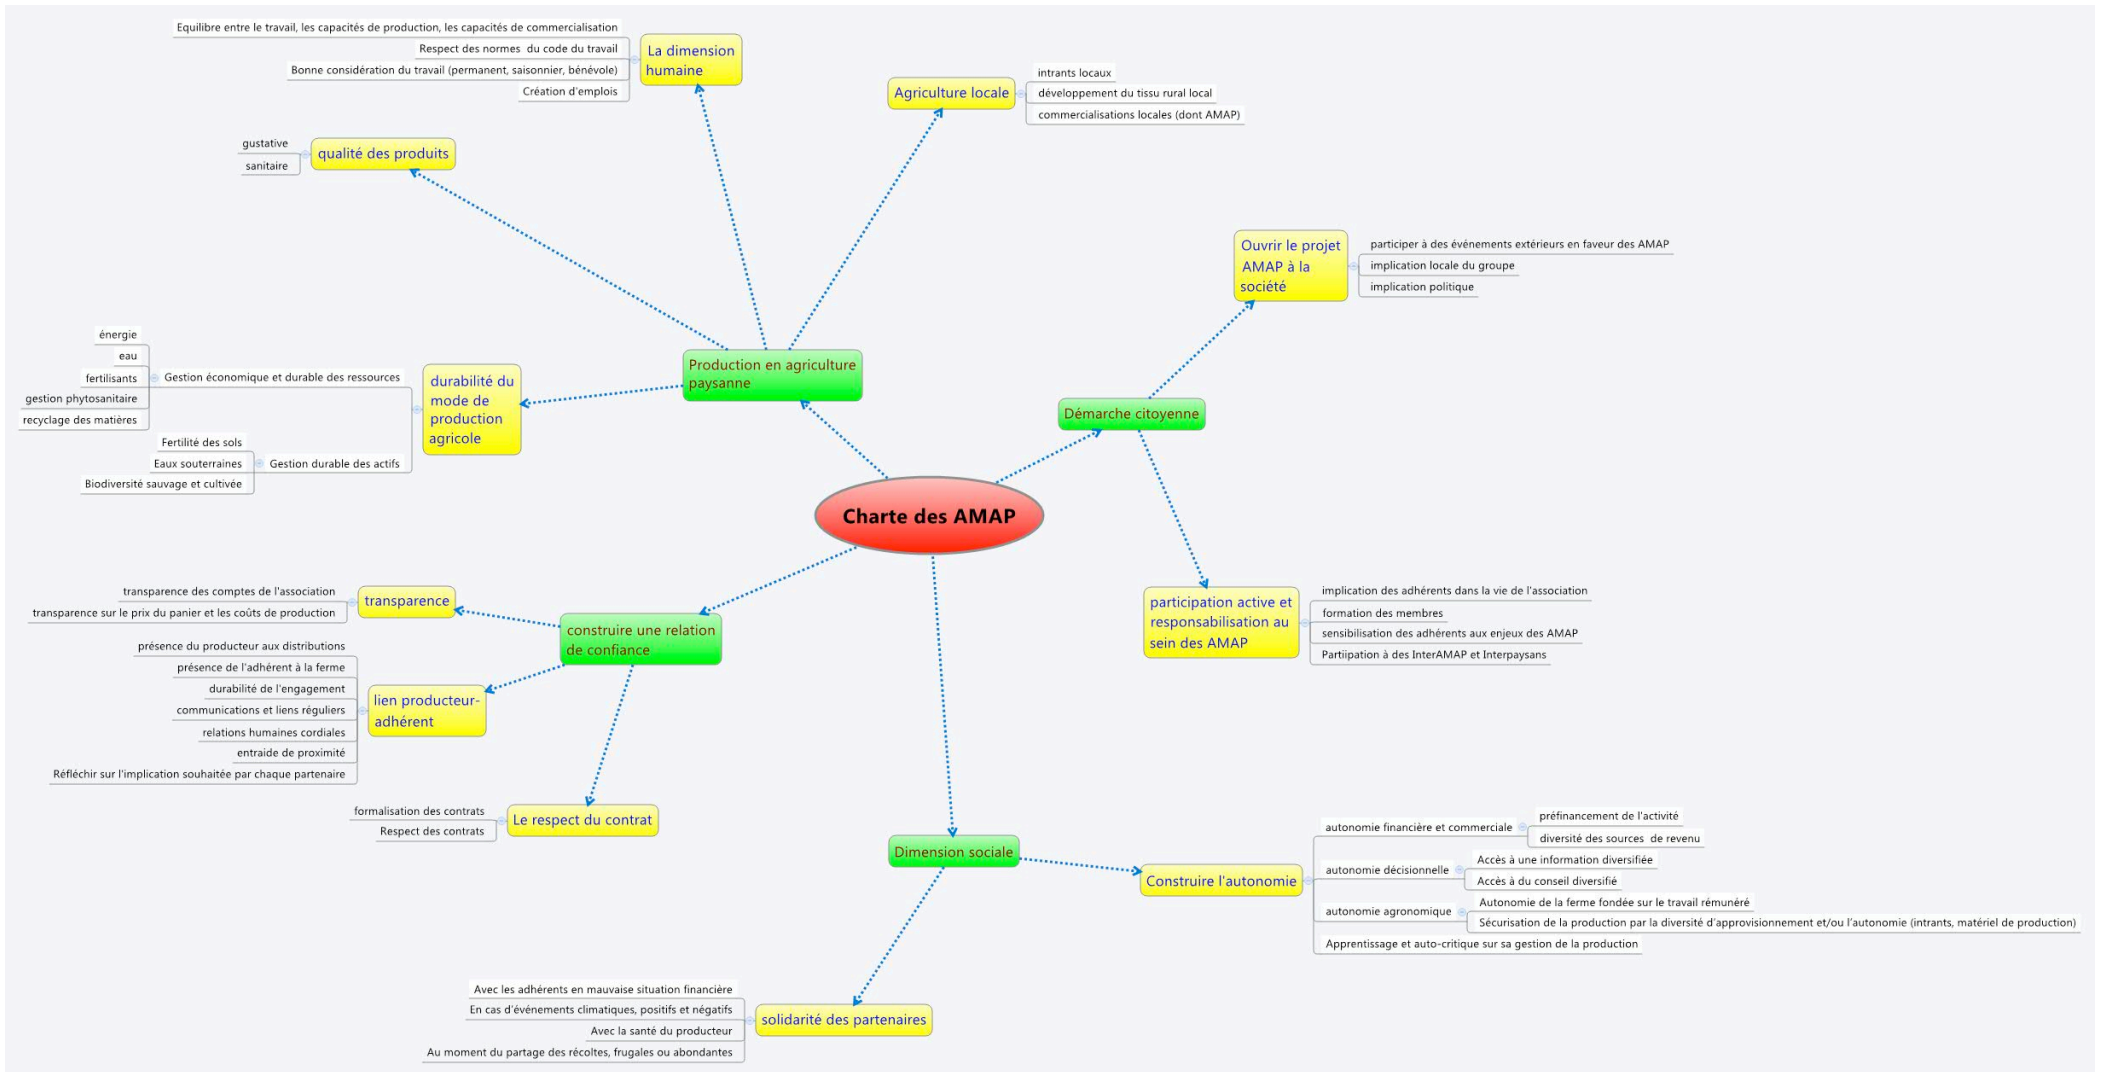 Charte des AMAP
Production en agriculture
paysanne
La dimension
humaine
Equilibre entre le travail, les capacités de production, les capacités de commercialisation
Respect des normes  du code du travail
Bonne considération du travail (permanent, saisonnier, bénévole)
Création d'emplois
Agriculture locale
intrants locaux
développement du tissu rural local
commercialisations locales (dont AMAP)
qualité des produits
gustative
sanitaire
durabilité du
mode de
production
agricole
Gestion économique et durable des ressources
énergie
eau
fertilisants
gestion phytosanitaire
recyclage des matières
Gestion durable des actifs
Fertilité des sols
Eaux souterraines
Biodiversité sauvage et cultivée
Démarche citoyenne
Ouvrir le projet
AMAP à la
société
participer à des événements extérieurs en faveur des AMAP
implication locale du groupe
implication politique
participation active et
responsabilisation au
sein des AMAP
implication des adhérents dans la vie de l'association
formation des membres
sensibilisation des adhérents aux enjeux des AMAP
Partiipation à des InterAMAP et Interpaysans
construire une relation
de confiance
transparence
transparence des comptes de l'association
transparence sur le prix du panier et les coûts de production
lien producteur-
adhérent
présence du producteur aux distributions
présence de l'adhérent à la ferme
durabilité de l'engagement
communications et liens réguliers
relations humaines cordiales
entraide de proximité
Réfléchir sur l'implication souhaitée par chaque partenaire
Le respect du contrat
formalisation des contrats
Respect des contrats
Dimension sociale
Construire l'autonomie
autonomie financière et commerciale
préfinancement de l'activité
diversité des sources  de revenu
autonomie décisionnelle
Accès à une information diversifiée
Accès à du conseil diversifié
autonomie agronomique
Autonomie de la ferme fondée sur le travail rémunéré
Sécurisation de la production par la diversité d'approvisionnement et/ou l'autonomie (intrants, matériel de production)
Apprentissage et auto-critique sur sa gestion de la production
solidarité des partenaires
Avec les adhérents en mauvaise situation financière
En cas d'événements climatiques, positifs et négatifs
Avec la santé du producteur
Au moment du partage des récoltes, frugales ou abondantes